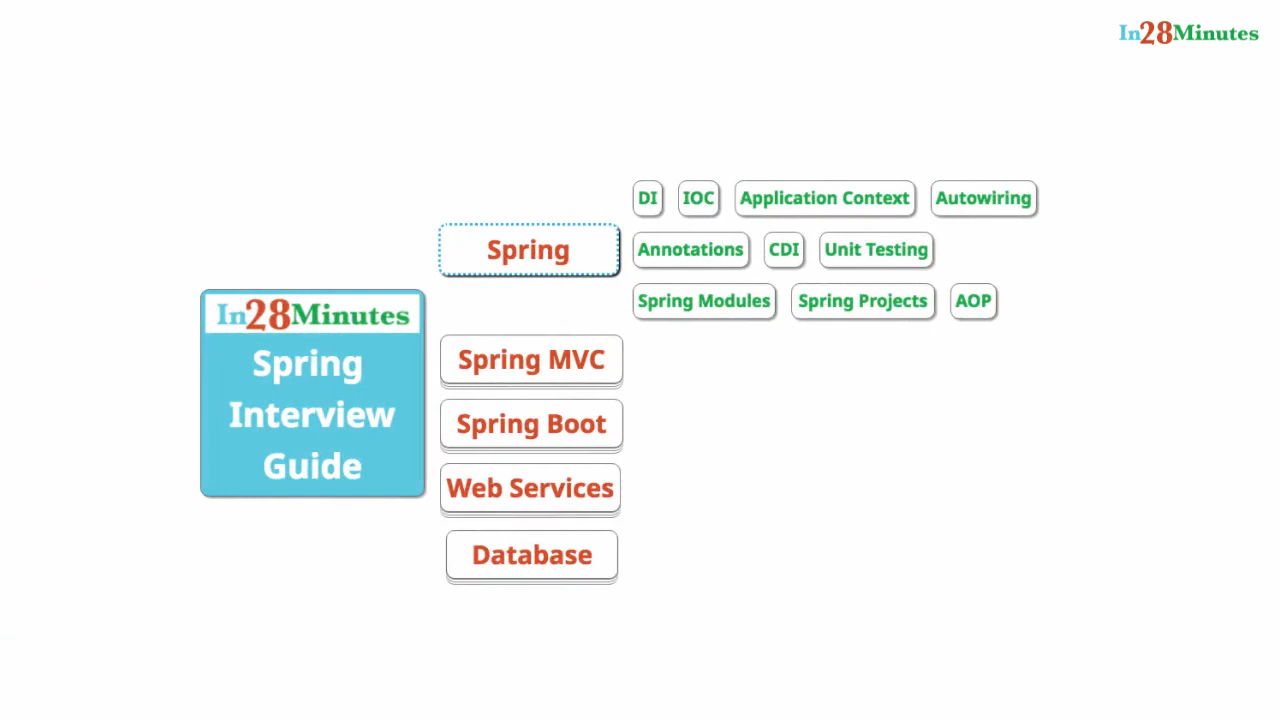 In28Minutes
DI IOC Application Context Autowiring
Spring
Annotations CDI Unit Testing
Spring Modules Spring Projects AOP
In28Minutes
Spring
Interview
Guide
Spring MVC
Spring Boot
Web Services
Database